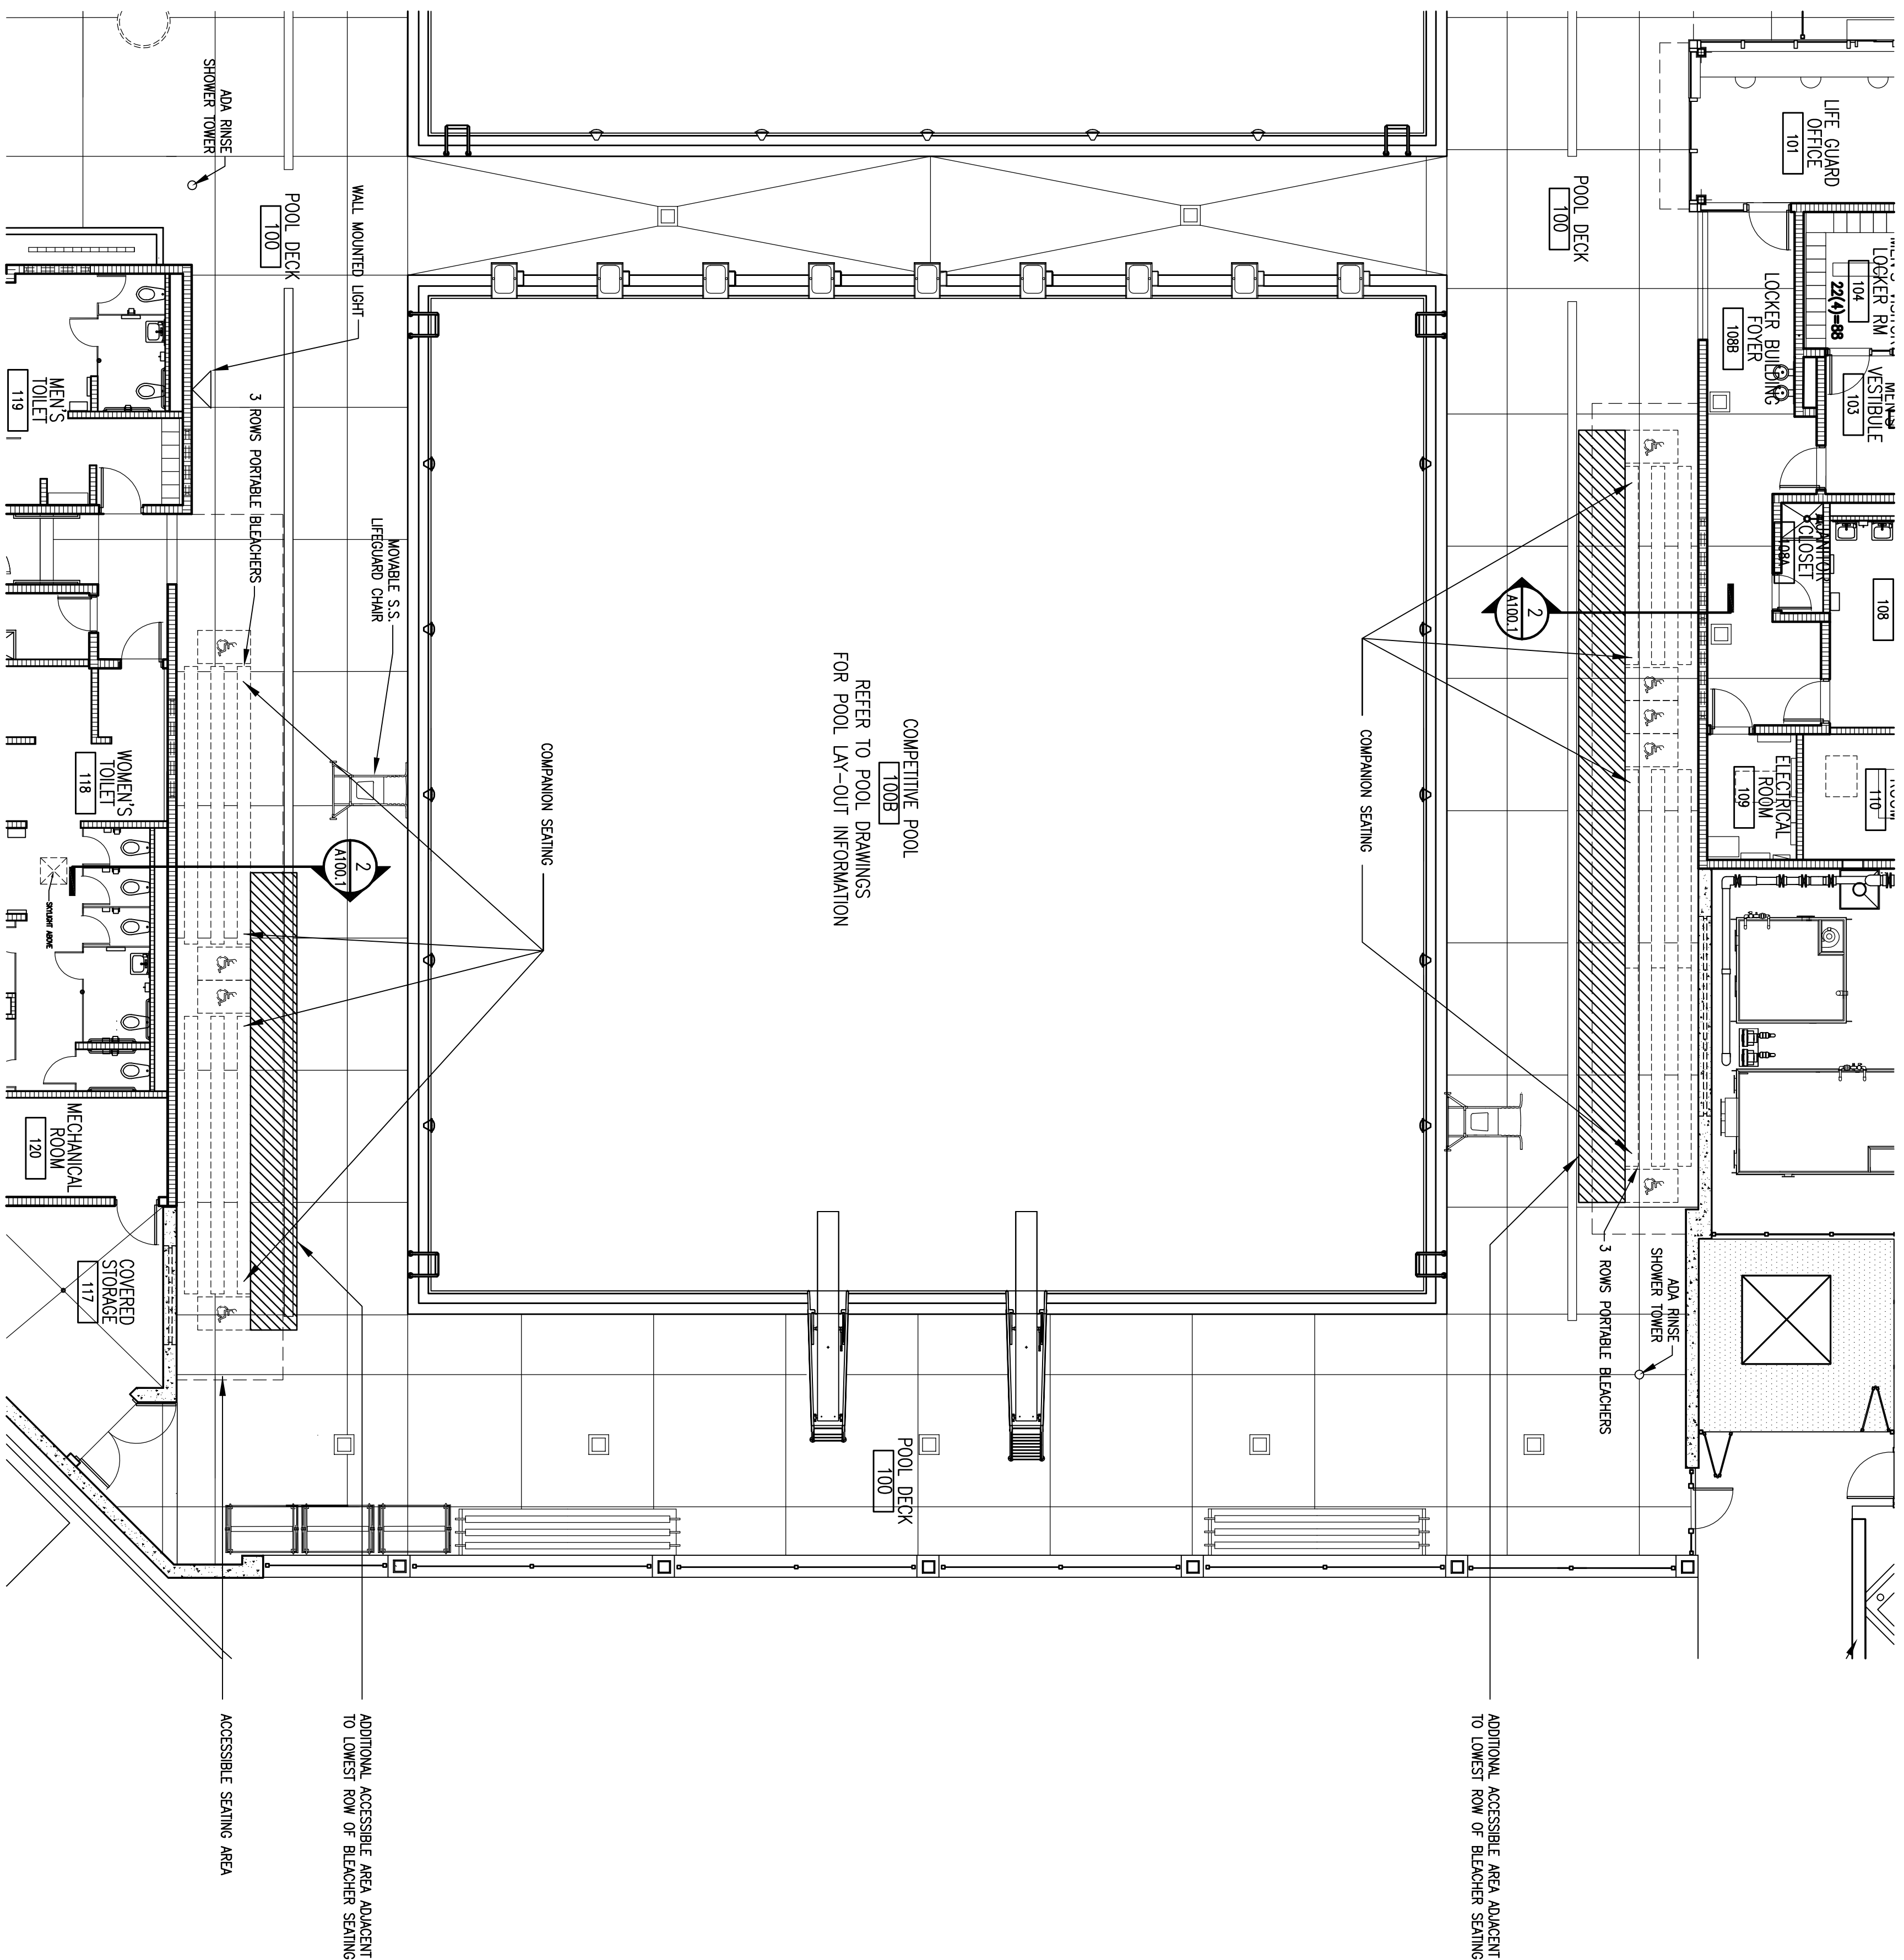 LIFE GUARD
OFFICE
101
LOCKER RM
104
22(4)=88
VESTIBULE
103
LOCKER BUILDING
FOYER
108B
JANITOR
CLOSET
108A
108
ELECTRICAL
ROOM
109
ROOM
110
POOL DECK
100
2
A100.1
COMPANION SEATING
3 ROWS PORTABLE BLEACHERS
ADA RINSE
SHOWER TOWER
ADDITIONAL ACCESSIBLE AREA ADJACENT
TO LOWEST ROW OF BLEACHER SEATING
COMPETITIVE POOL
100B
REFER TO POOL DRAWINGS
FOR POOL LAY-OUT INFORMATION
POOL DECK
100
COMPANION SEATING
MOVABLE S.S.
LIFEGUARD CHAIR
WALL MOUNTED LIGHT
POOL DECK
100
3 ROWS PORTABLE BLEACHERS
ADA RINSE
SHOWER TOWER
2
A100.1
ADDITIONAL ACCESSIBLE AREA ADJACENT
TO LOWEST ROW OF BLEACHER SEATING
ACCESSIBLE SEATING AREA
MEN'S
TOILET
119
WOMEN'S
TOILET
118
SKYLIGHT ABOVE
MECHANICAL
ROOM
120
COVERED
STORAGE
117